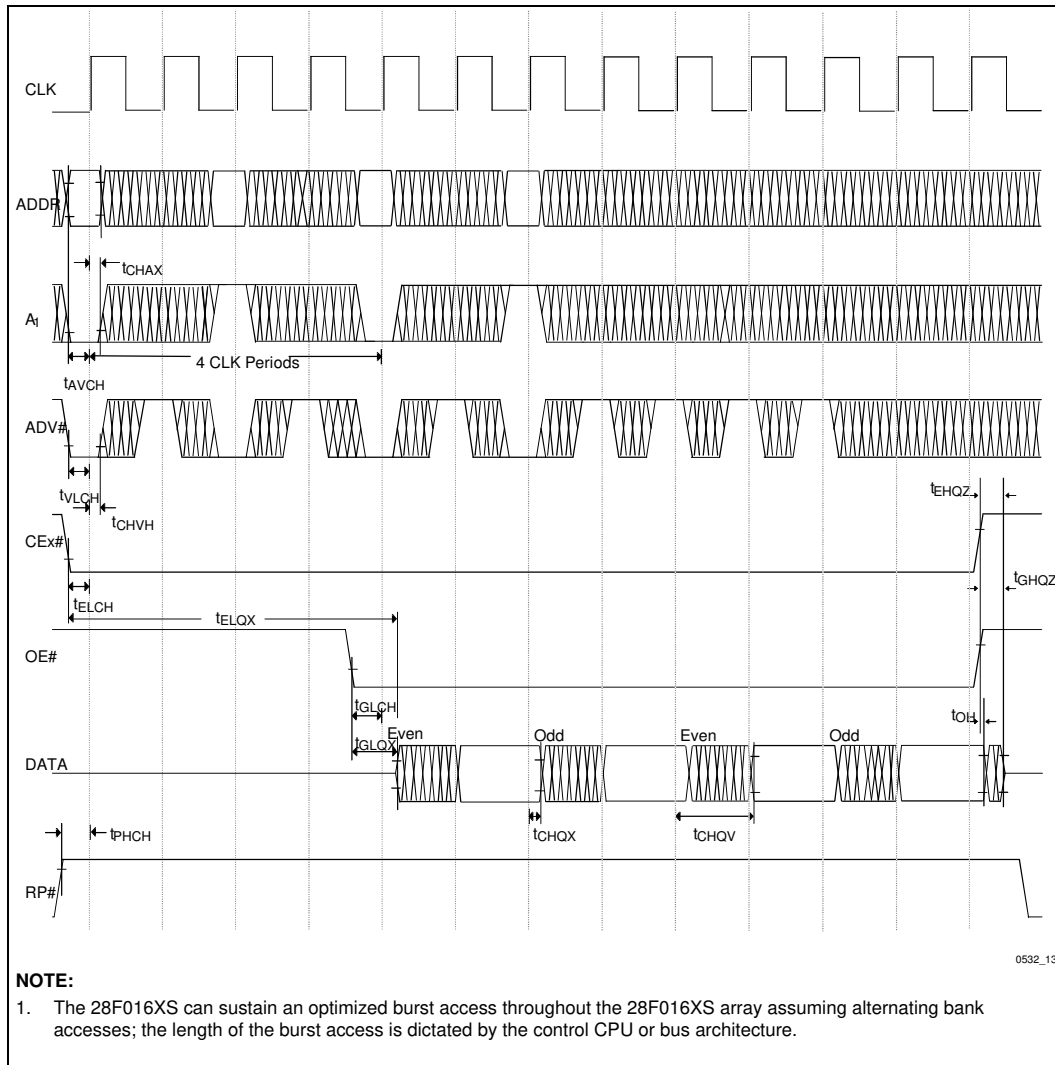 CLK
ADDR
tCHAX
A1
4 CLK Periods
tAVCH
ADV#
tVLCH
tCHVH
tEHQZ
CEx#
tGHQZ
tELCH
tELQX
OE#
tGLCH
tOH
tGLQX
Even
Odd
Even
Odd
DATA
tCHQX
tCHQV
tPHCH
RP#
0532_13
NOTE:
1. The 28F016XS can sustain an optimized burst access throughout the 28F016XS array assuming alternating bank
accesses; the length of the burst access is dictated by the control CPU or bus architecture.